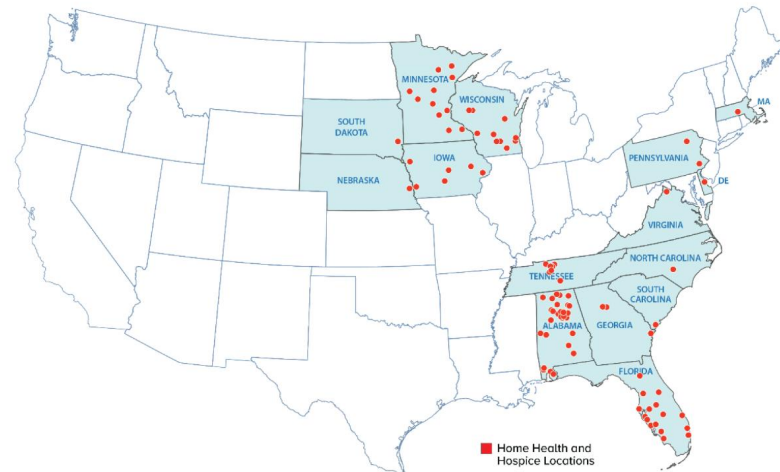 MINNESOTA
WISCONSIN
MA
SOUTH
DAKOTA
IOWA
PENNSYLVANIA
NEBRASKA
DE
VIRGINIA
NORTH CAROLINA
TENNESSEE
SOUTH
CAROLINA
ALABAMA
GEORGIA
FLORIDA
Home Health and
Hospice Locations